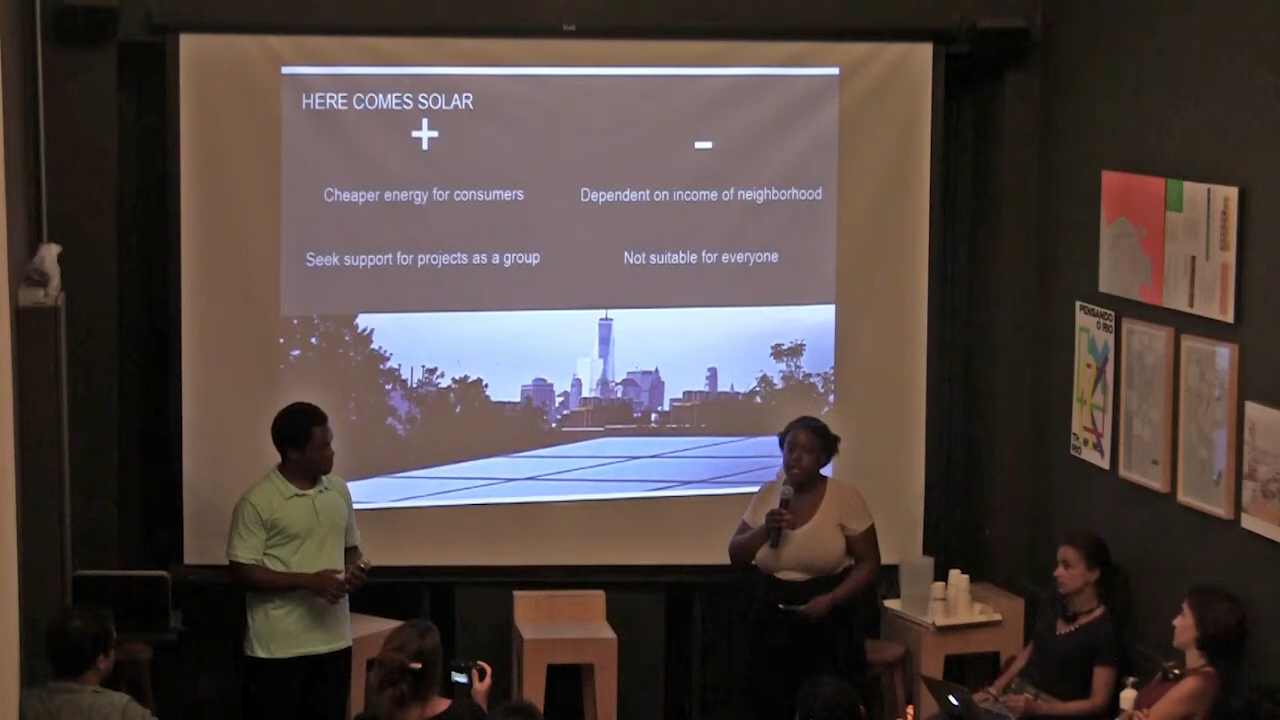 HERE COMES SOLAR
+
-
Cheaper energy for consumers
Dependent on income of neighborhood
Seek support for projects as a group
Not suitable for everyone
PENSANDO
O RIO